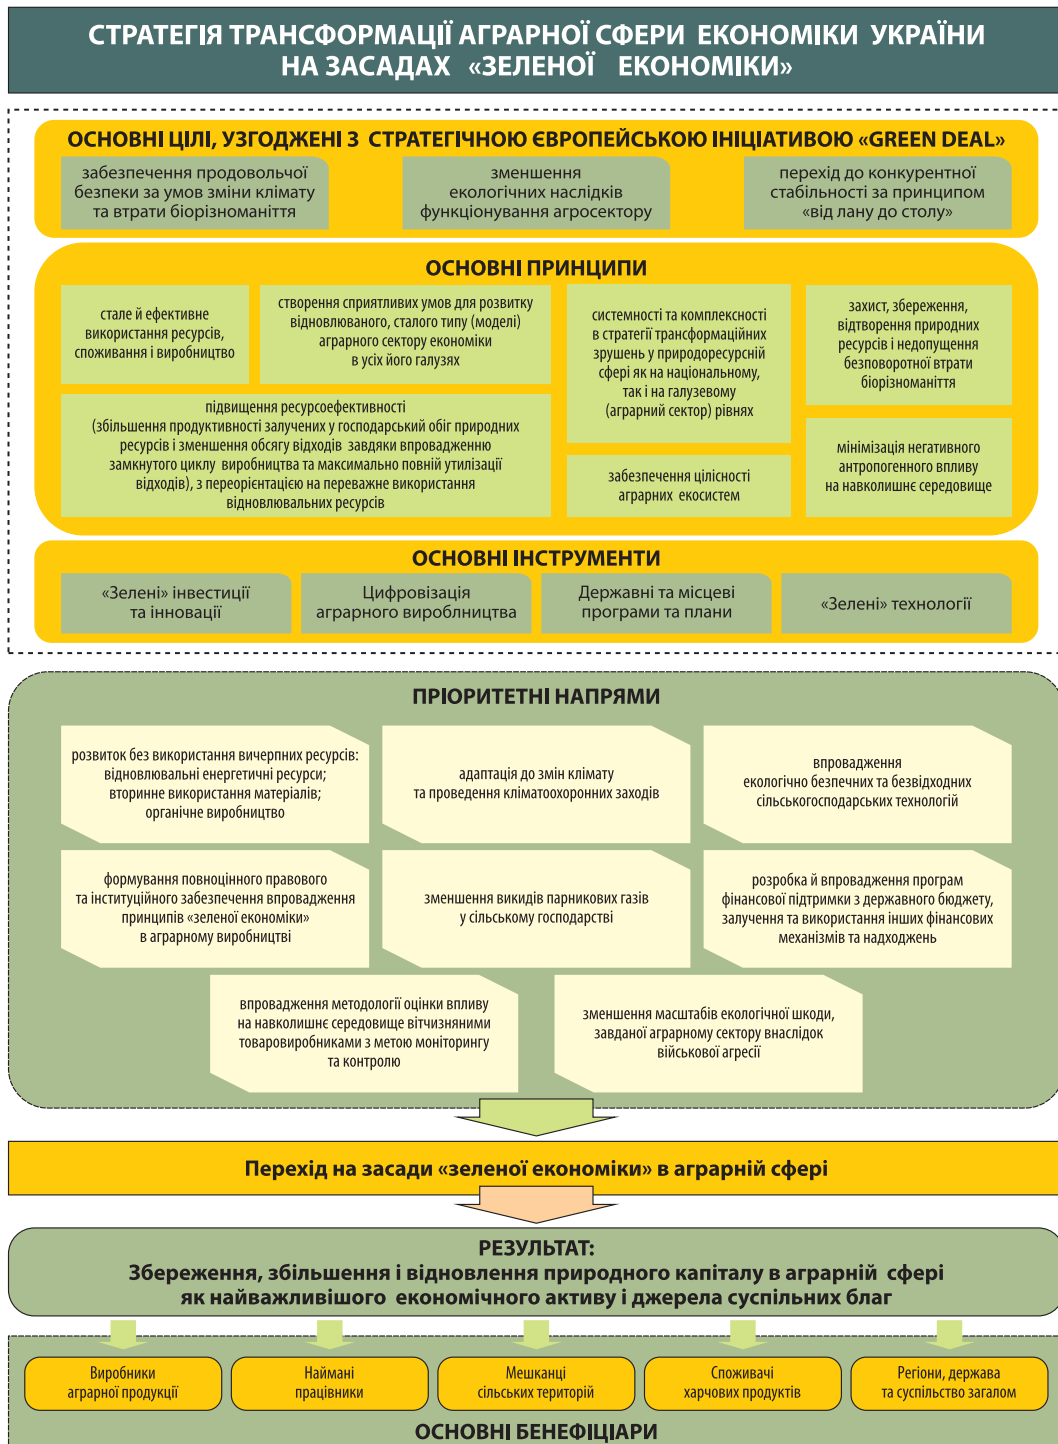 СТРАТЕГІЯ ТРАНСФОРМАЦІЇ АГРАРНОЇ СФЕРИ ЕКОНОМІКИ УКРАЇНИ
НА ЗАСАДАХ «ЗЕЛЕНОЇ ЕКОНОМІКИ»
ОСНОВНІ ЦІЛІ, УЗГОДЖЕНІ З СТРАТЕГІЧНОЮ ЄВРОПЕЙСЬКОЮ ІНІЦІАТИВОЮ «GREEN DEAL»
забезпечення продовольчої
безпеки за умов зміни клімату
та втрати біорізноманіття
зменшення
екологічних наслідків
функціонування агросектору
перехід до конкурентної
стабільності за принципом
«від лану до столу»
ОСНОВНІ ПРИНЦИПИ
стале й ефективне
використання ресурсів,
споживання і виробництво
створення сприятливих умов для розвитку
відновлюваного, сталого типу (моделі)
аграрного сектору економіки
в усіх його галузях
системності та комплексності
в стратегії трансформаційних
зрушень у природоресурсній
сфері як на національному,
так і на галузевому
(аграрний сектор) рівнях
захист, збереження,
відтворення природних
ресурсів і недопущення
безповоротної втрати
біорізноманіття
підвищення ресурсоефективності
(збільшення продуктивності залучених у господарський обіг природних
ресурсів і зменшення обсягу відходів завдяки впровадженню
замкнутого циклу виробництва та максимально повній утилізації
відходів), з переорієнтацією на переважне використання
відновлювальних ресурсів
забезпечення цілісності
аграрних екосистем
мінімізація негативного
антропогенного впливу
на навколишнє середовище
ОСНОВНІ ІНСТРУМЕНТИ
«Зелені» інвестиції
та інновації
Цифровізація
аграрного вироблництва
Державні та місцеві
програми та плани
«Зелені» технології
ПРІОРИТЕТНІ НАПРЯМИ
розвиток без використання вичерпних ресурсів:
відновлювальні енергетичні ресурси;
вторинне використання матеріалів;
органічне виробництво
адаптація до змін клімату
та проведення кліматоохоронних заходів
впровадження
екологічно безпечних та безвідходних
сільськогосподарських технологій
формування повноцінного правового
та інституційного забезпечення впровадження
принципів «зеленої економіки»
в аграрному виробництві
зменшення викидів парникових газів
у сільському господарстві
розробка й впровадження програм
фінансової підтримки з державного бюджету,
залучення та використання інших фінансових
механізмів та надходжень
впровадження методології оцінки впливу
на навколишнє середовище вітчизняними
товаровиробниками з метою моніторингу
та контролю
зменшення масштабів екологічної шкоди,
завданої аграрному сектору внаслідок
військової агресії
Перехід на засади «зеленої економіки» в аграрній сфері
РЕЗУЛЬТАТ:
Збереження, збільшення і відновлення природного капіталу в аграрній сфері
як найважливішого економічного активу і джерела суспільних благ
Виробники
аграрної продукції
Наймані
працівники
Мешканці
сільських територій
Споживачі
харчових продуктів
Регіони, держава
та суспільство загалом
ОСНОВНІ БЕНЕФІЦІАРИ